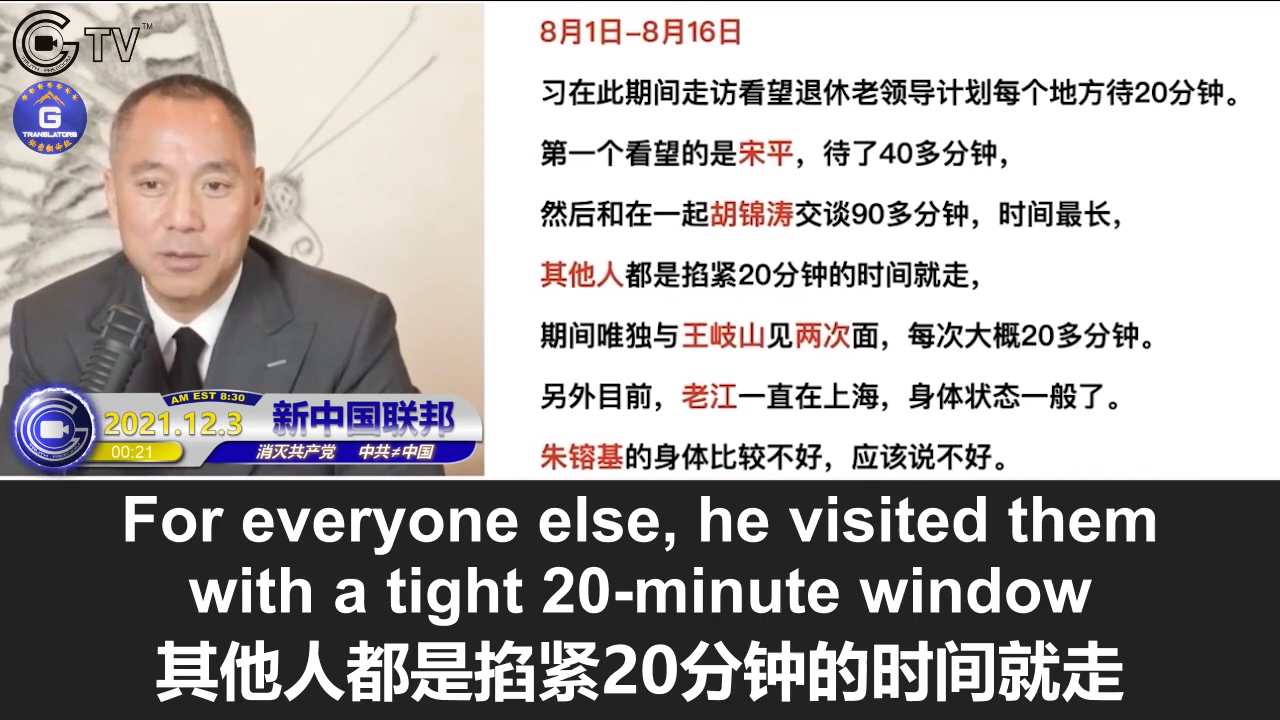 GTV™
G
TRANSLATORS
8月1日-8月16日
习在此期间走访看望退休老领导计划每个地方待20分钟。
第一个看望的是宋平，待了40多分钟，
然后和在一起胡锦涛交谈90多分钟，时间最长，
其他人都是掐紧20分钟的时间就走，
期间唯独与王岐山见两次面，每次大概20多分钟。
另外目前，老江一直在上海，身体状态一般了。
朱镕基的身体比较不好，应该说不好。
AM EST 8:30
2021.12.3
新中国联邦
00:21
消灭共产党 中共≠中国
For everyone else, he visited them
with a tight 20-minute window
其他人都是掐紧20分钟的时间就走